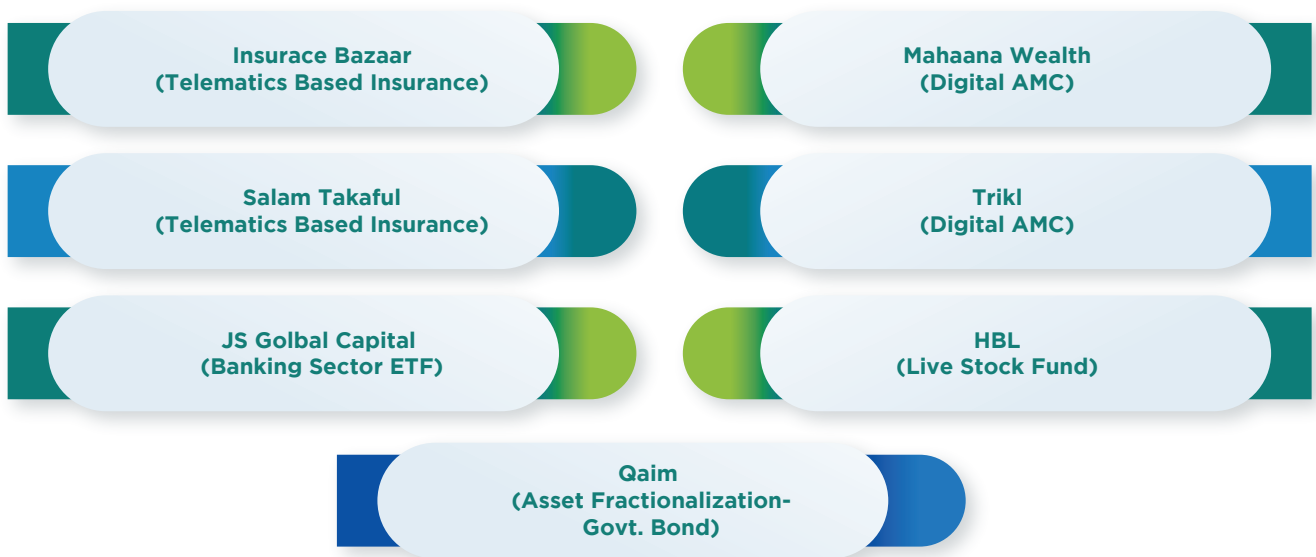 Insurace Bazaar
(Telematics Based Insurance)
Mahaana Wealth
(Digital AMC)
Salam Takaful
(Telematics Based Insurance)
Trikl
(Digital AMC)
JS Golbal Capital
(Banking Sector ETF)
HBL
(Live Stock Fund)
Qaim
(Asset Fractionalization-
Govt. Bond)